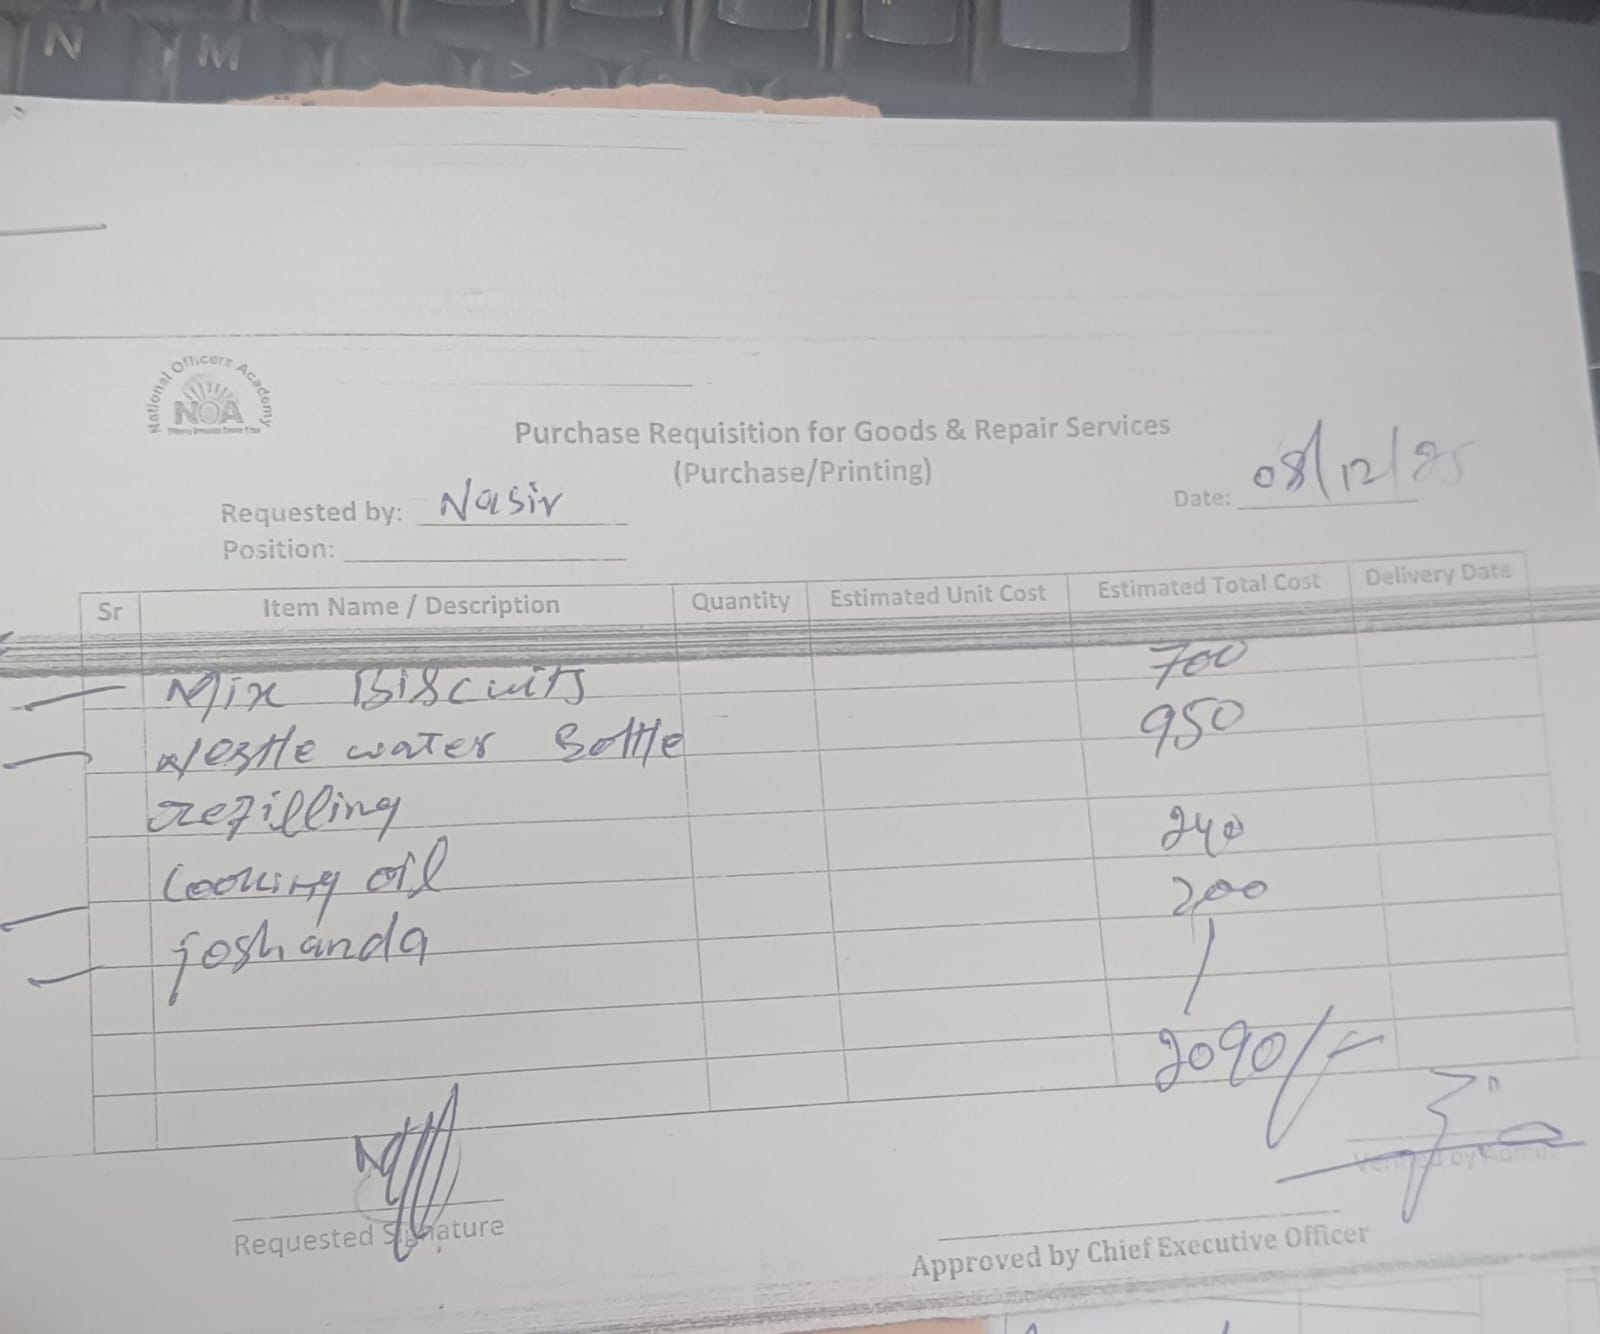 N M
>
National Officers Academy
NOA
Purchase Requisition for Goods & Repair Services
(Purchase/Printing)
Requested by: Nasir
Date: 08/12/25
Position:
Sr Item Name / Description Quantity Estimated Unit Cost Estimated Total Cost Delivery Date
Mix Biscuits 700
Nestle water Bottle 950
refilling
Cooking oil 240
joshanda 200
2090/-
Verified by Admin
Requested Signature
Approved by Chief Executive Officer